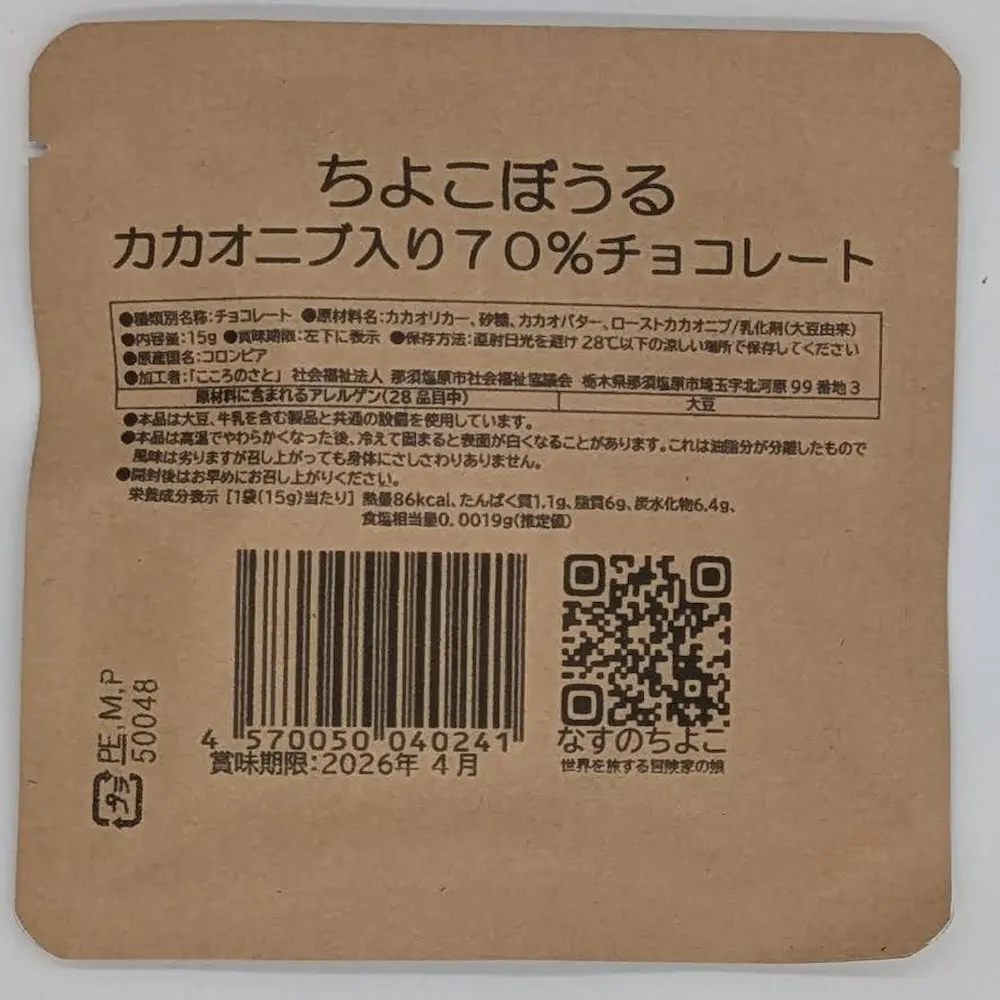 ちよこぼうる
カカオニブ入り70%チョコレート
●種類別名称:チョコレート ●原材料名:カカオリカー、砂糖、カカオバター、ローストカカオニブ/乳化剤(大豆由来)
●内容量:15g ●賞味期限:左下に表示 ●保存方法:直射日光を避け 28℃以下の涼しい場所で保存してください
●原産国名:コロンビア
●加工者:「こころのさと」 社会福祉法人 那須塩原市社会福祉協議会 栃木県那須塩原市埼玉字北河原 99 番地 3
原材料に含まれるアレルゲン(28品目中) 大豆
●本品は大豆、牛乳を含む製品と共通の設備を使用しています。
●本品は高温でやわらかくなった後、冷えて固まると表面が白くなることがあります。これは油脂分が分離したもので
風味は劣りますが召し上がっても身体にさしさわりありません。
●開封後はお早めにお召し上がりください。
栄養成分表示 [1袋(15g)当たり] 熱量86kcal、たんぱく質1.1g、脂質6g、炭水化物6.4g、
食塩相当量0.0019g(推定値)
4 570050 040241
賞味期限:2026年 4月
なすのちよこ
世界を旅する冒険家の娘
プラ PE,M,P
50048